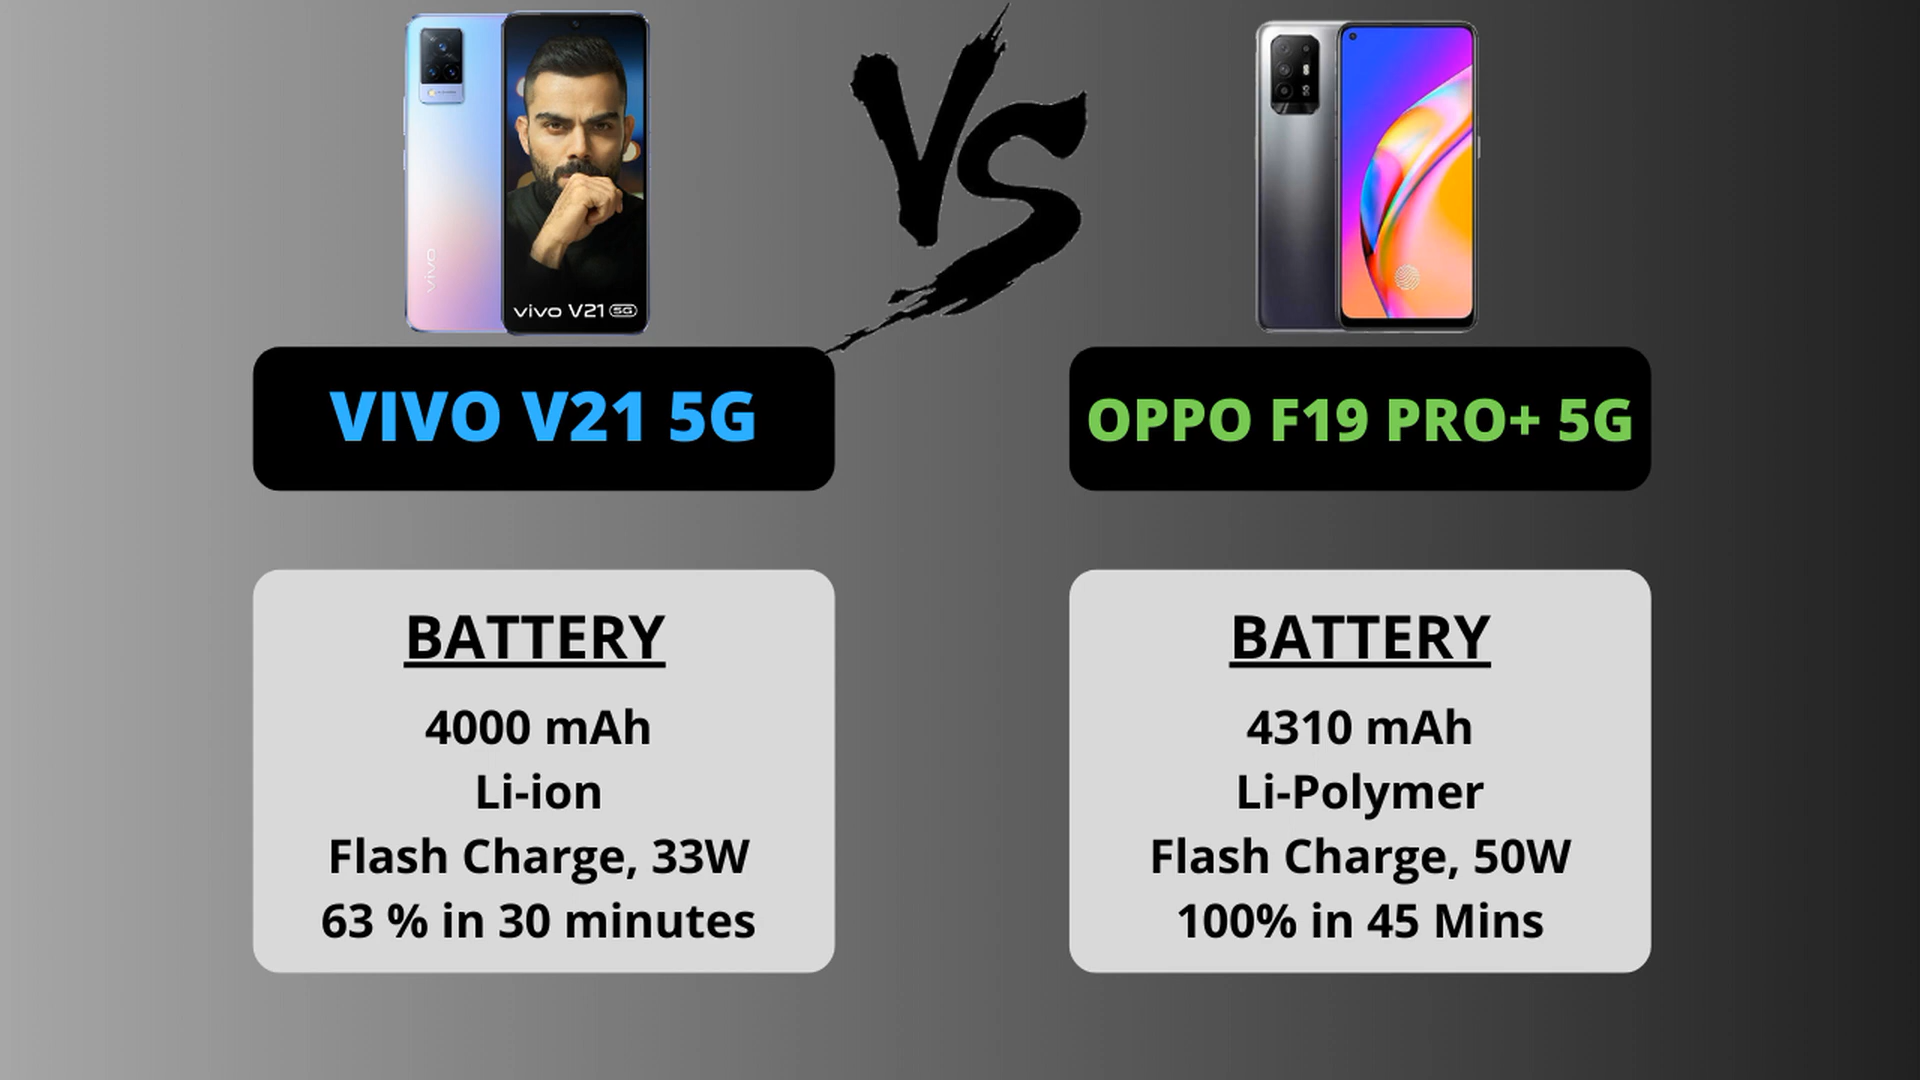 vivo
vivo V21 5G
VS
VIVO V21 5G
OPPO F19 PRO+ 5G
BATTERY
4000 mAh
Li-ion
Flash Charge, 33W
63 % in 30 minutes
BATTERY
4310 mAh
Li-Polymer
Flash Charge, 50W
100% in 45 Mins